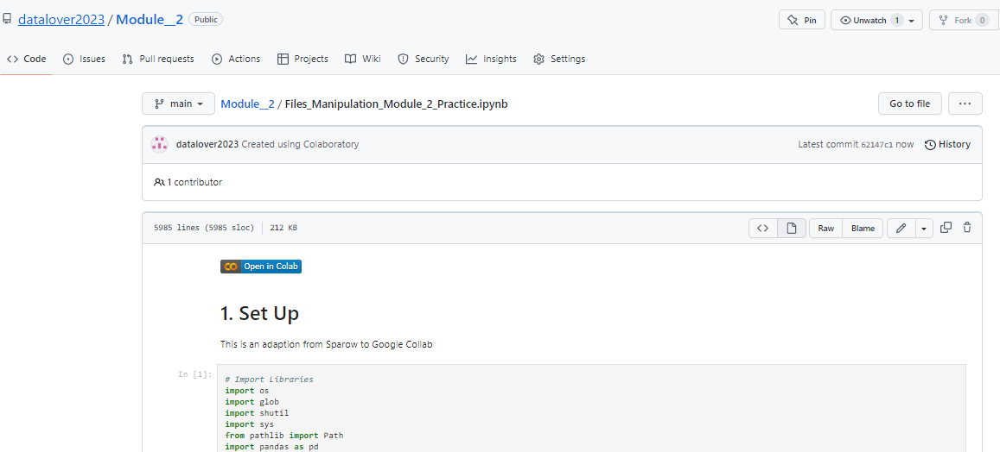 datalover2023 / Module__2 Public
Pin Unwatch 1 Fork 0
Code Issues Pull requests Actions Projects Wiki Security Insights Settings
main Module__2 / Files_Manipulation_Module_2_Practice.ipynb Go to file ...
datalover2023 Created using Colaboratory Latest commit 62147c1 now History
1 contributor
5985 lines (5985 sloc) 212 KB Raw Blame
Open in Colab
1. Set Up
This is an adaption from Sparow to Google Collab
In [1]:
# Import Libraries
import os
import glob
import shutil
import sys
from pathlib import Path
import pandas as pd